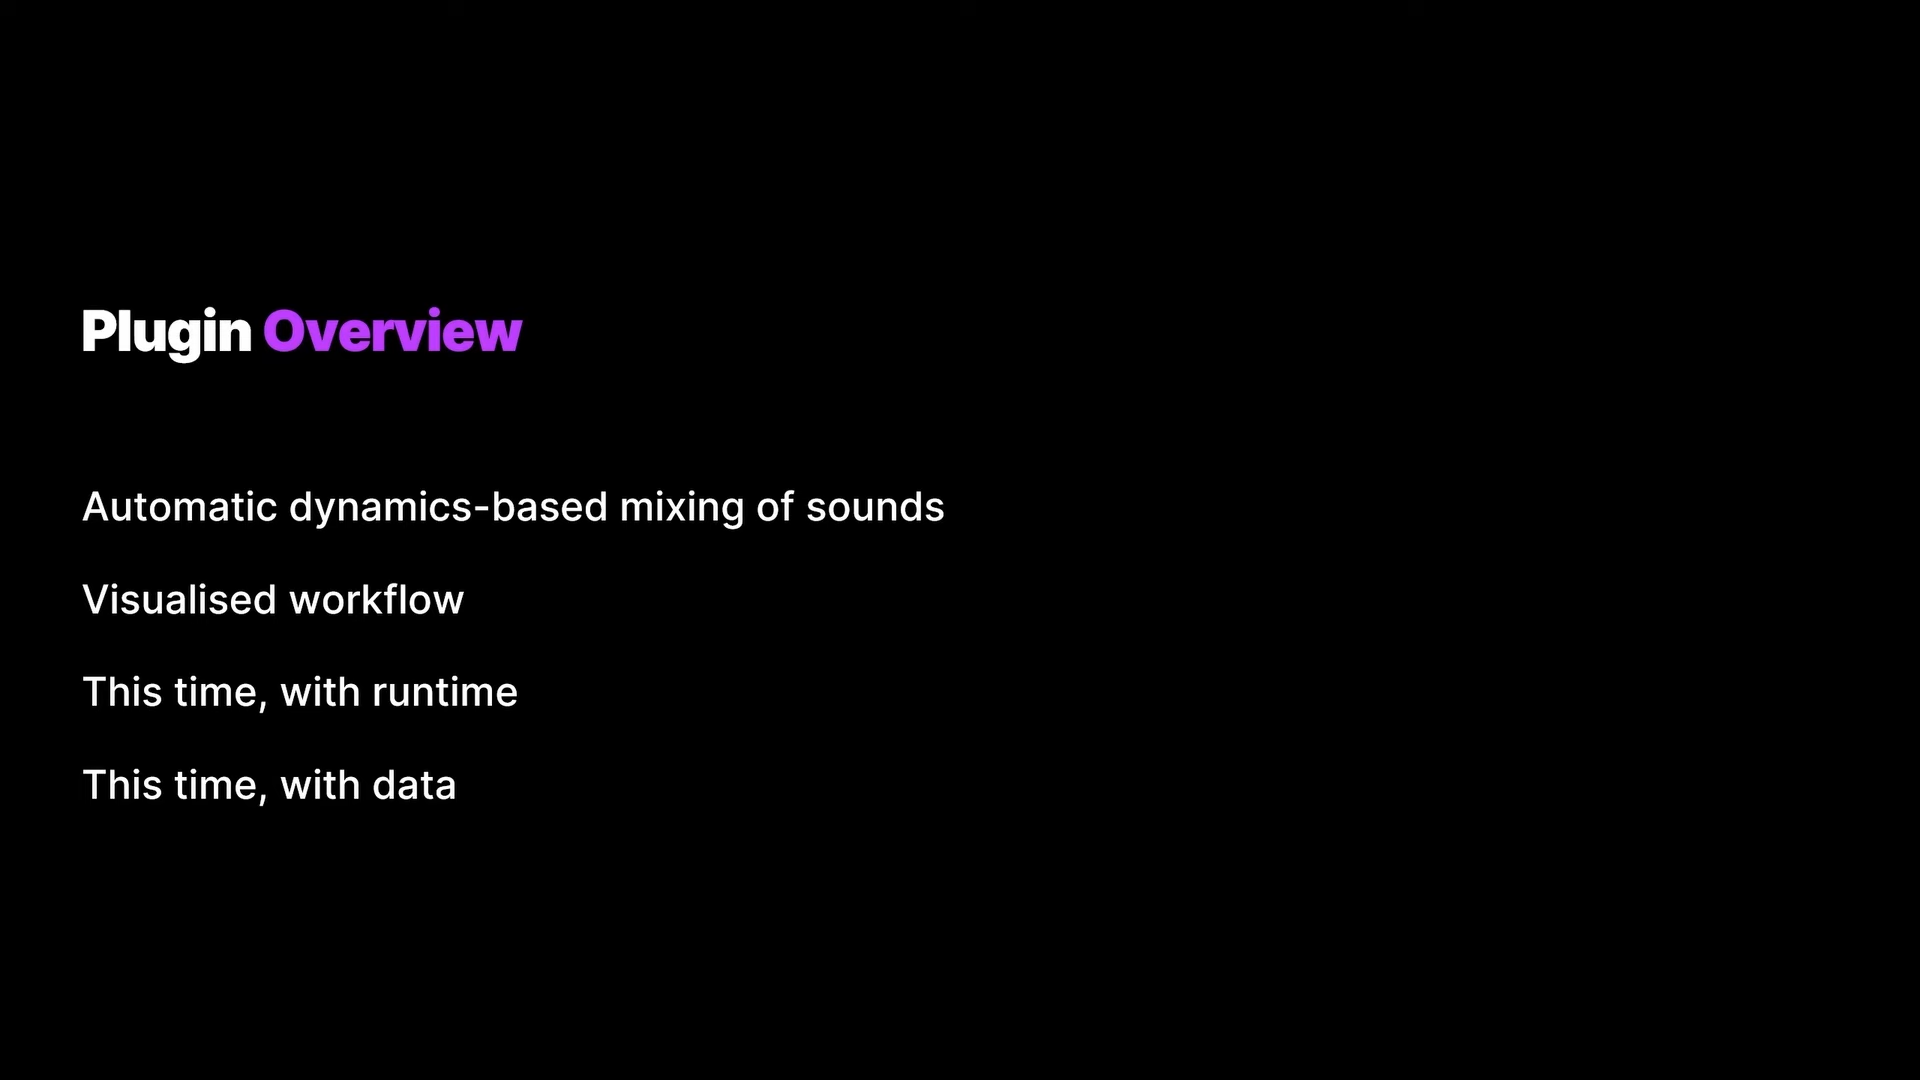 Plugin Overview
Automatic dynamics-based mixing of sounds
Visualised workflow
This time, with runtime
This time, with data